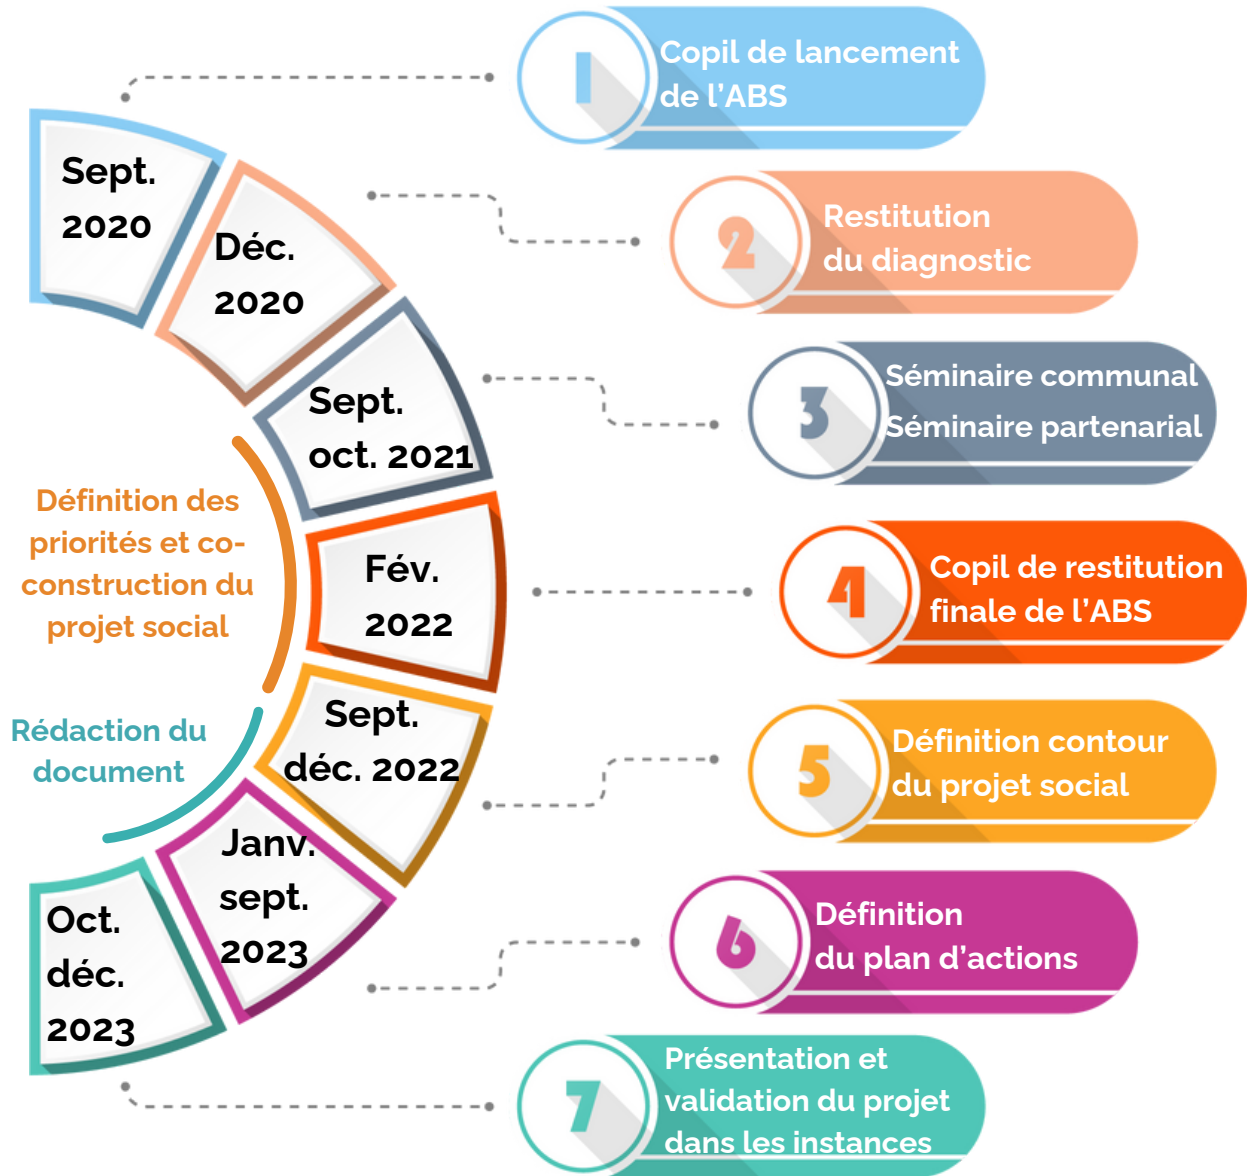 Sept.
2020
1
Copil de lancement
de l'ABS
Déc.
2020
2
Restitution
du diagnostic
Sept.
oct. 2021
3
Séminaire communal
Séminaire partenarial
Définition des
priorités et co-
construction du
projet social
Fév.
2022
4
Copil de restitution
finale de l'ABS
Rédaction du
document
Sept.
déc. 2022
5
Définition contour
du projet social
Janv.
sept.
2023
6
Définition
du plan d'actions
Oct.
déc.
2023
7
Présentation et
validation du projet
dans les instances